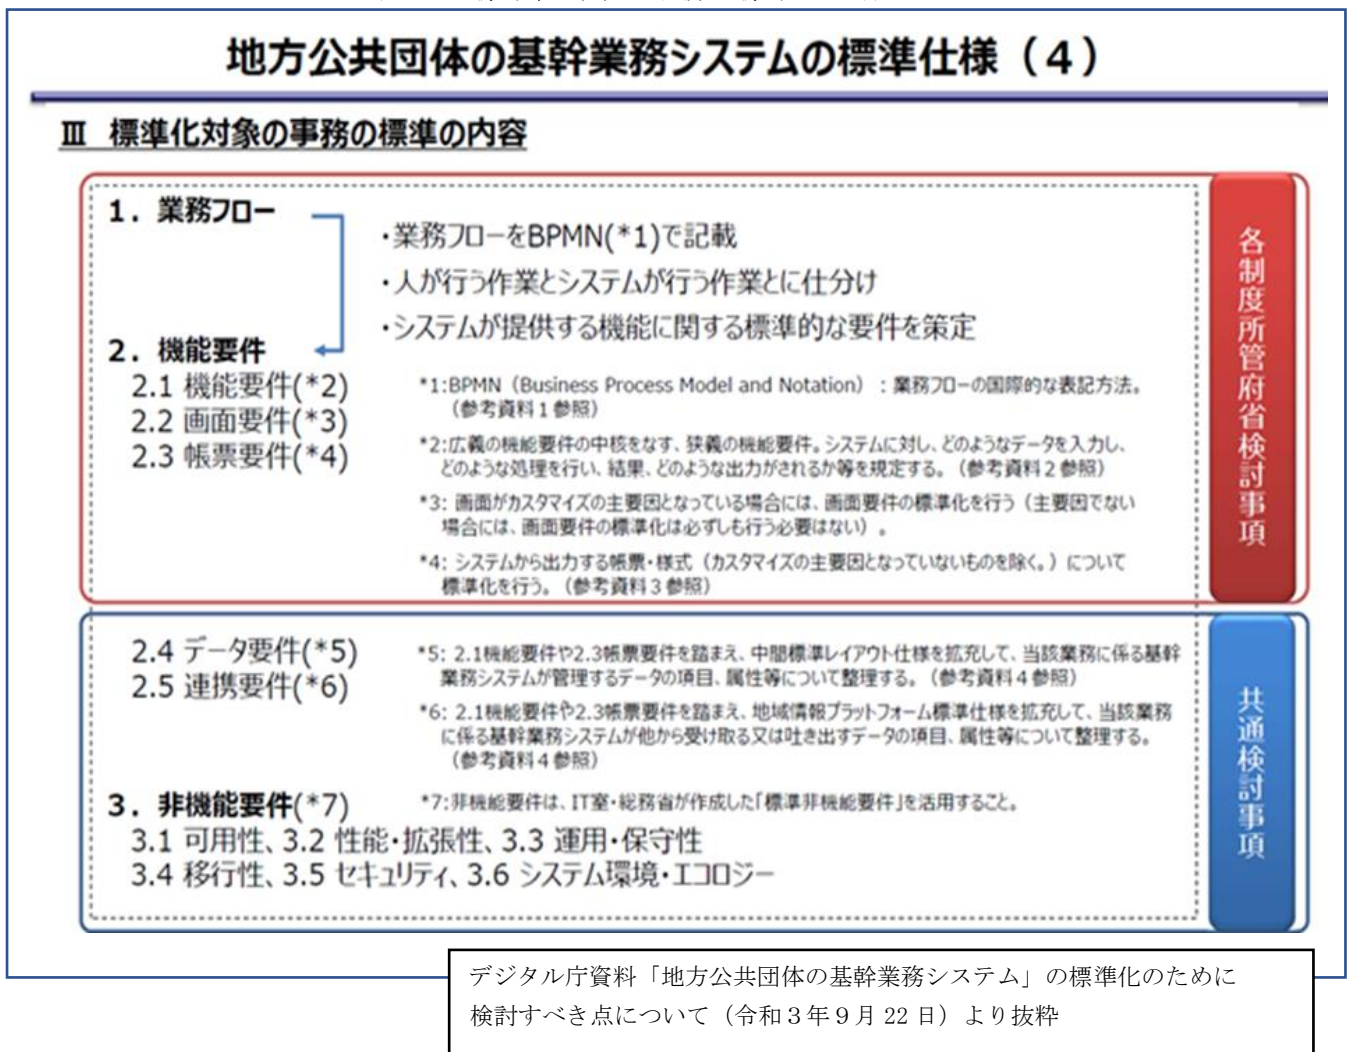 地方公共団体の基幹業務システムの標準仕様（４）
Ⅲ 標準化対象の事務の標準の内容
１．業務フロー
・業務フローをBPMN(*1)で記載
・人が行う作業とシステムが行う作業とに仕分け
・システムが提供する機能に関する標準的な要件を策定
２．機能要件
2.1 機能要件(*2)
2.2 画面要件(*3)
2.3 帳票要件(*4)
*1:BPMN（Business Process Model and Notation）：業務フローの国際的な表記方法。
（参考資料１参照）
*2:広義の機能要件の中核をなす、狭義の機能要件。システムに対し、どのようなデータを入力し、
どのような処理を行い、結果、どのような出力がされるか等を規定する。（参考資料２参照）
*3: 画面がカスタマイズの主要因となっている場合には、画面要件の標準化を行う（主要因でない
場合には、画面要件の標準化は必ずしも行う必要はない）。
*4: システムから出力する帳票・様式（カスタマイズの主要因となっていないものを除く。）について
標準化を行う。（参考資料３参照）
各制度所管府省検討事項
2.4 データ要件(*5)
2.5 連携要件(*6)
*5: 2.1機能要件や2.3帳票要件を踏まえ、中間標準レイアウト仕様を拡充して、当該業務に係る基幹
業務システムが管理するデータの項目、属性等について整理する。（参考資料４参照）
*6: 2.1機能要件や2.3帳票要件を踏まえ、地域情報プラットフォーム標準仕様を拡充して、当該業務
に係る基幹業務システムが他から受け取る又は吐き出すデータの項目、属性等について整理する。
（参考資料４参照）
３．非機能要件(*7)
*7:非機能要件は、IT室・総務省が作成した「標準非機能要件」を活用すること。
3.1 可用性、3.2 性能・拡張性、3.3 運用・保守性
3.4 移行性、3.5 セキュリティ、3.6 システム環境・エコロジー
共通検討事項
デジタル庁資料「地方公共団体の基幹業務システム」の標準化のために
検討すべき点について（令和３年９月 22 日）より抜粋